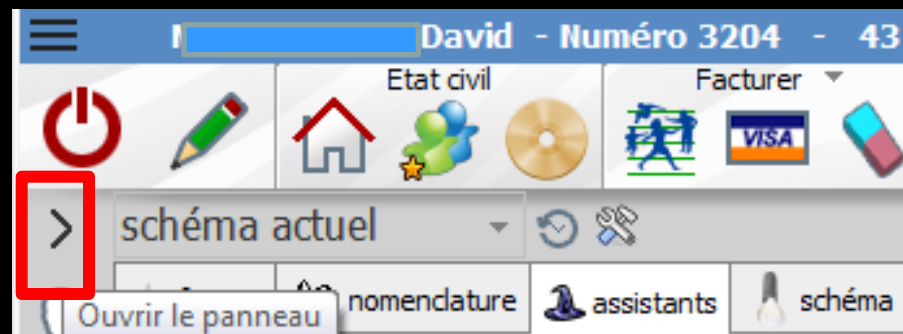 David - Numéro 3204 - 43
Etat civil
Facturer
VISA
schéma actuel
nomenclature assistants schéma
Ouvrir le panneau